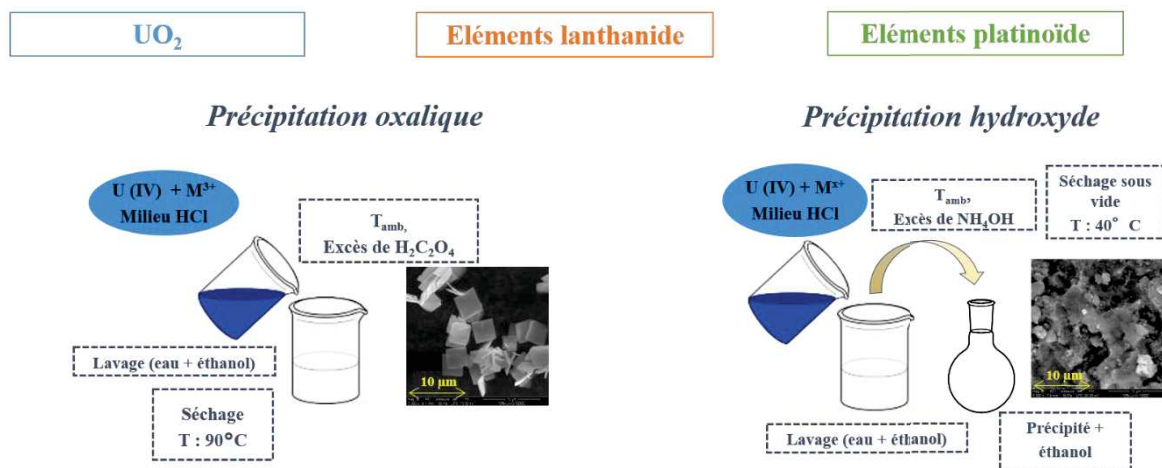 UO₂
Eléments lanthanide
Eléments platinoïde
Précipitation oxalique
Précipitation hydroxyde
U (IV) + M³⁺
Milieu HCl
Tamb,
Excès de H₂C₂O₄
Lavage (eau + éthanol)
Séchage
T : 90°C
10 µm
U (IV) + Mˣ⁺
Milieu HCl
Tamb,
Excès de NH₄OH
Séchage sous
vide
T : 40° C
10 µm
Lavage (eau + éthanol)
Précipité +
éthanol